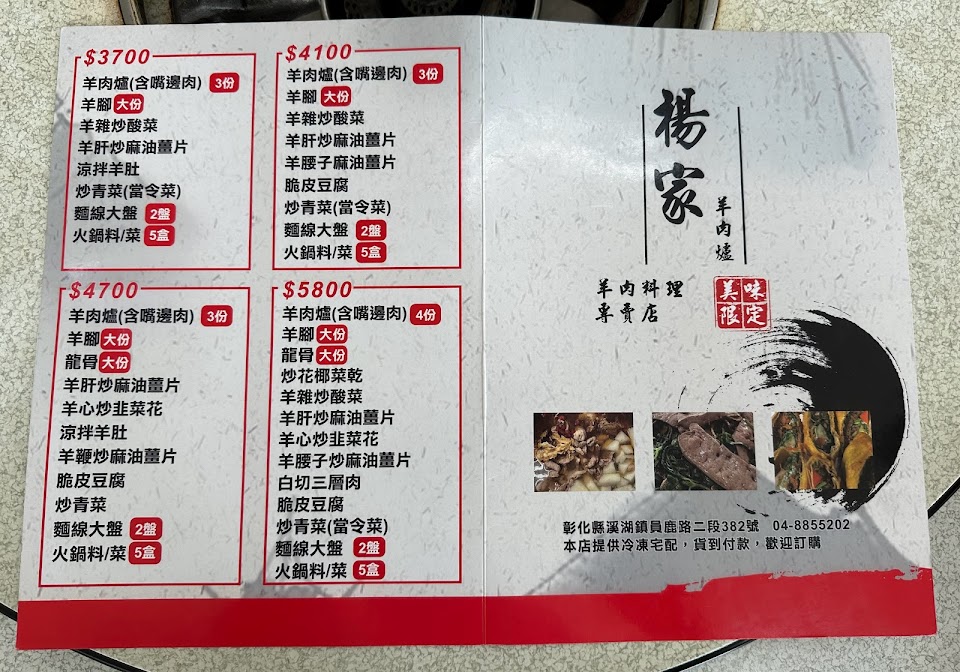 $3700
羊肉爐(含嘴邊肉) 3份
羊腳 大份
羊雜炒酸菜
羊肝炒麻油薑片
涼拌羊肚
炒青菜(當令菜)
麵線大盤 2盤
火鍋料/菜 5盒
$4100
羊肉爐(含嘴邊肉) 3份
羊腳 大份
羊雜炒酸菜
羊肝炒麻油薑片
羊腰子麻油薑片
脆皮豆腐
炒青菜(當令菜)
麵線大盤 2盤
火鍋料/菜 5盒
$4700
羊肉爐(含嘴邊肉) 3份
羊腳 大份
龍骨 大份
羊肝炒麻油薑片
羊心炒韭菜花
涼拌羊肚
羊鞭炒麻油薑片
脆皮豆腐
炒青菜
麵線大盤 2盤
火鍋料/菜 5盒
$5800
羊肉爐(含嘴邊肉) 4份
羊腳 大份
龍骨 大份
炒花椰菜乾
羊雜炒酸菜
羊肝炒麻油薑片
羊心炒韭菜花
羊腰子炒麻油薑片
白切三層肉
脆皮豆腐
炒青菜(當令菜)
麵線大盤 2盤
火鍋料/菜 5盒
楊家
羊肉爐
羊肉料理
專賣店
美味
限定
彰化縣溪湖鎮員鹿路二段382號 04-8855202
本店提供冷凍宅配，貨到付款，歡迎訂購